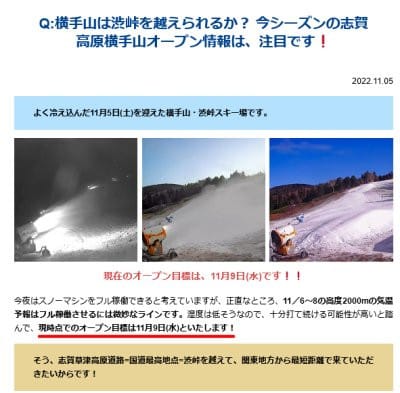 Q:横手山は渋峠を越えられるか？ 今シーズンの志賀
高原横手山オープン情報は、注目です❗
2022.11.05
よく冷え込んだ11月5日(土)を迎えた横手山・渋峠スキー場です。
現在のオープン目標は、11月9日(水)です❗❗
今夜はスノーマシンをフル稼働できると考えていますが、正直なところ、11／6～8の高度2000mの気温
予報はフル稼働させるには微妙なラインです。湿度は低そうなので、十分打て続ける可能性が高いと踏
んで、現時点でのオープン目標は11月9日(水)といたします！
そう、志賀草津高原道路=国道最高地点=渋峠を越えて、関東地方から最短距離で来ていただ
きたいからです！